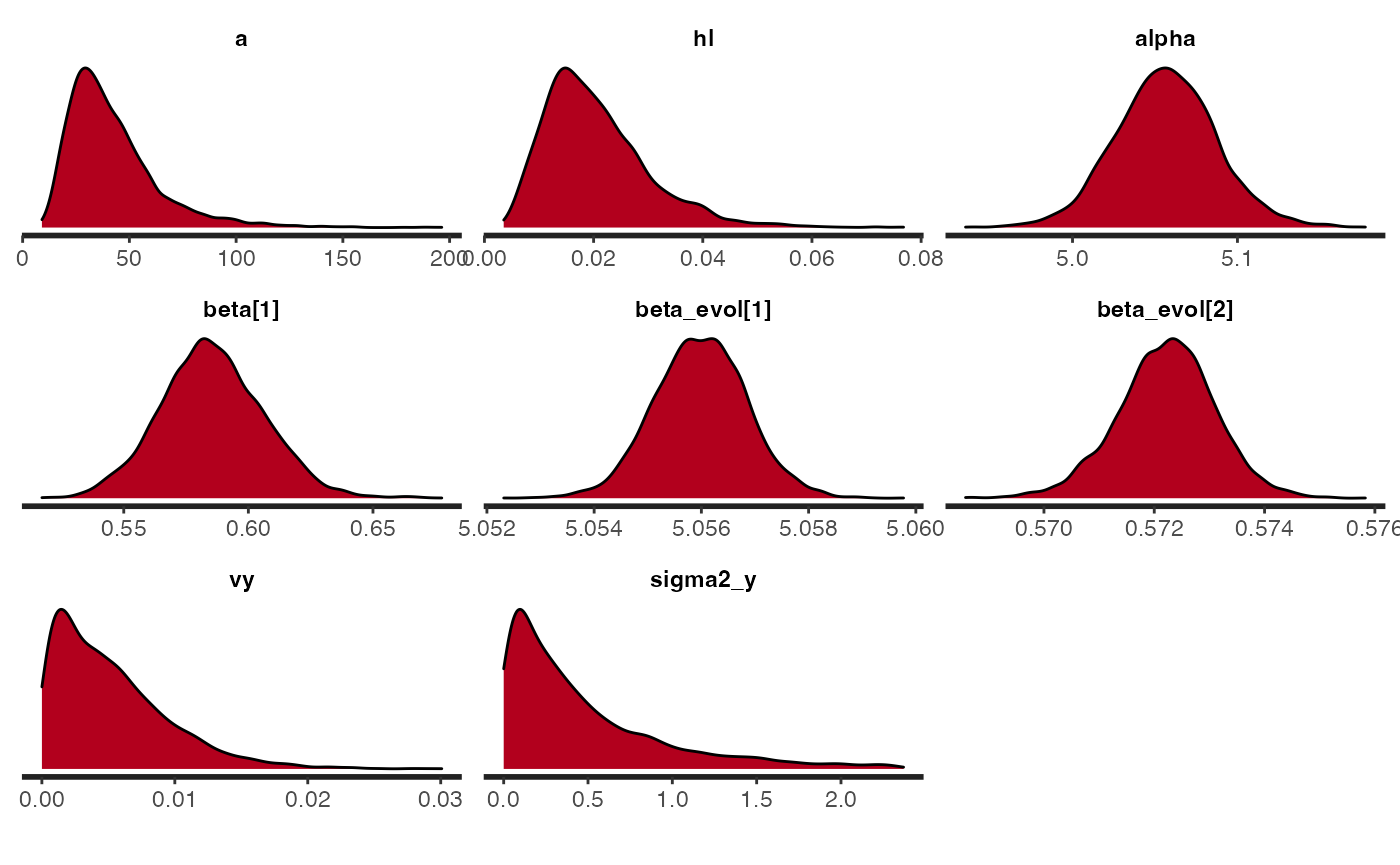 a hl alpha
0 50 100 150 200 0.00 0.02 0.04 0.06 0.08 5.0 5.1
beta[1] beta_evol[1] beta_evol[2]
0.55 0.60 0.65 5.052 5.054 5.056 5.058 5.060 0.570 0.572 0.574 0.576
vy sigma2_y
0.00 0.01 0.02 0.03 0.0 0.5 1.0 1.5 2.0